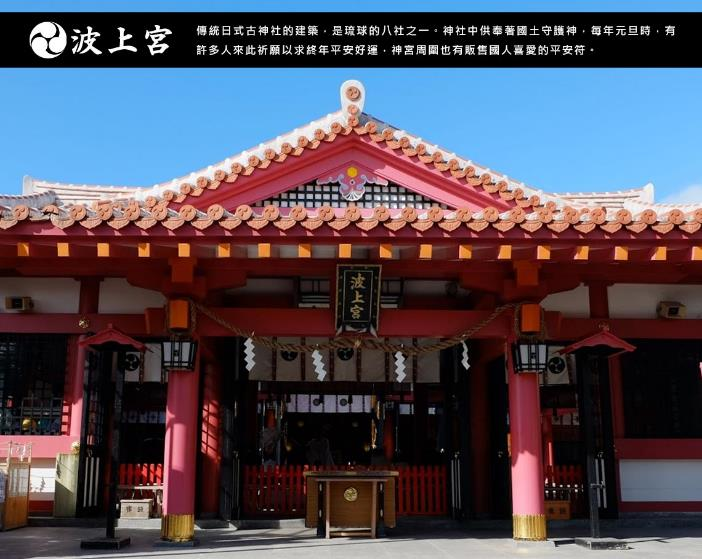 波上宮
傳統日式古神社的建築，是琉球的八社之一。神社中供奉著國土守護神，每年元旦時，有
許多人來此祈願以求終年平安好運，神宮周圍也有販售國人喜愛的平安符。
波上宮